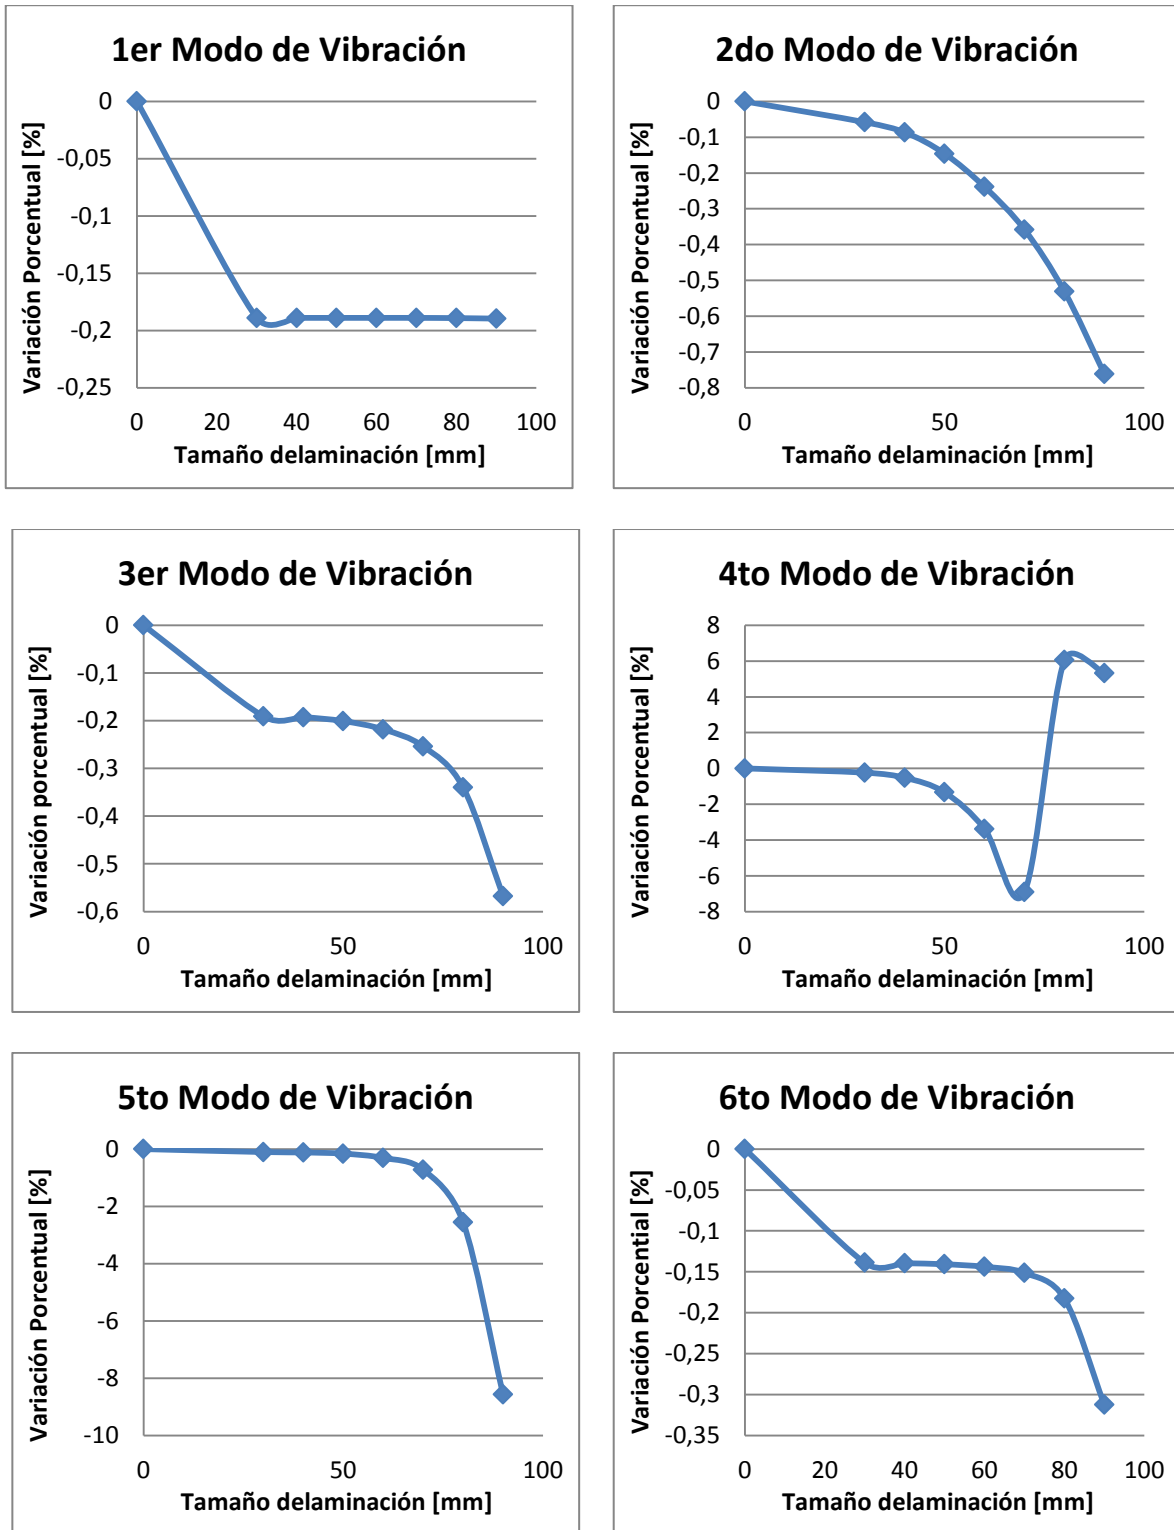 1er Modo de Vibración
Variación Porcentual [%]
0
-0,05
-0,1
-0,15
-0,2
-0,25
0 20 40 60 80 100
Tamaño delaminación [mm]
2do Modo de Vibración
Variación Porcentual [%]
0
-0,1
-0,2
-0,3
-0,4
-0,5
-0,6
-0,7
-0,8
0 50 100
Tamaño delaminación [mm]
3er Modo de Vibración
Variación porcentual [%]
0
-0,1
-0,2
-0,3
-0,4
-0,5
-0,6
0 50 100
Tamaño delaminación [mm]
4to Modo de Vibración
Variación Porcentual [%]
8
6
4
2
0
-2
-4
-6
-8
0 50 100
Tamaño delaminación [mm]
5to Modo de Vibración
Variación Porcentual [%]
0
-2
-4
-6
-8
-10
0 50 100
Tamaño delaminación [mm]
6to Modo de Vibración
Variación Porcential [%]
0
-0,05
-0,1
-0,15
-0,2
-0,25
-0,3
-0,35
0 20 40 60 80 100
Tamaño delaminación [mm]